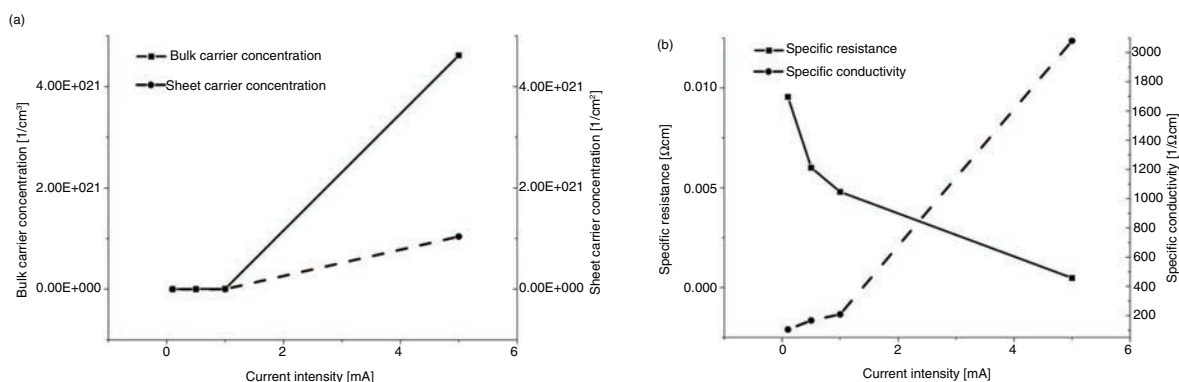 (a)
Bulk carrier concentration
Sheet carrier concentration
Bulk carrier concentration [1/cm³]
4.00E+021
2.00E+021
0.00E+000
4.00E+021
2.00E+021
0.00E+000
Sheet carrier concentration [1/cm²]
0 2 4 6
Current intensity [mA]
(b)
Specific resistance
Specific conductivity
Specific resistance [Ωcm]
0.010
0.005
0.000
3000
1800
1600
1400
1200
1000
800
600
400
200
Specific conductivity [1/Ωcm]
0 2 4 6
Current intensity [mA]